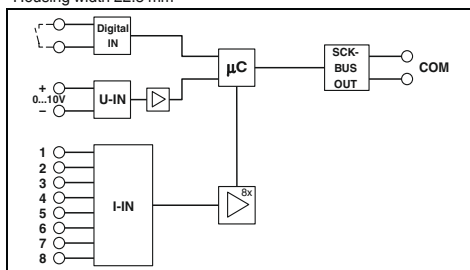 Housing width 22.5 mm
Digital
IN
+
0...10V
−
U-IN
µC
SCK-
BUS
OUT
COM
1
2
3
4
5
6
7
8
I-IN
8x